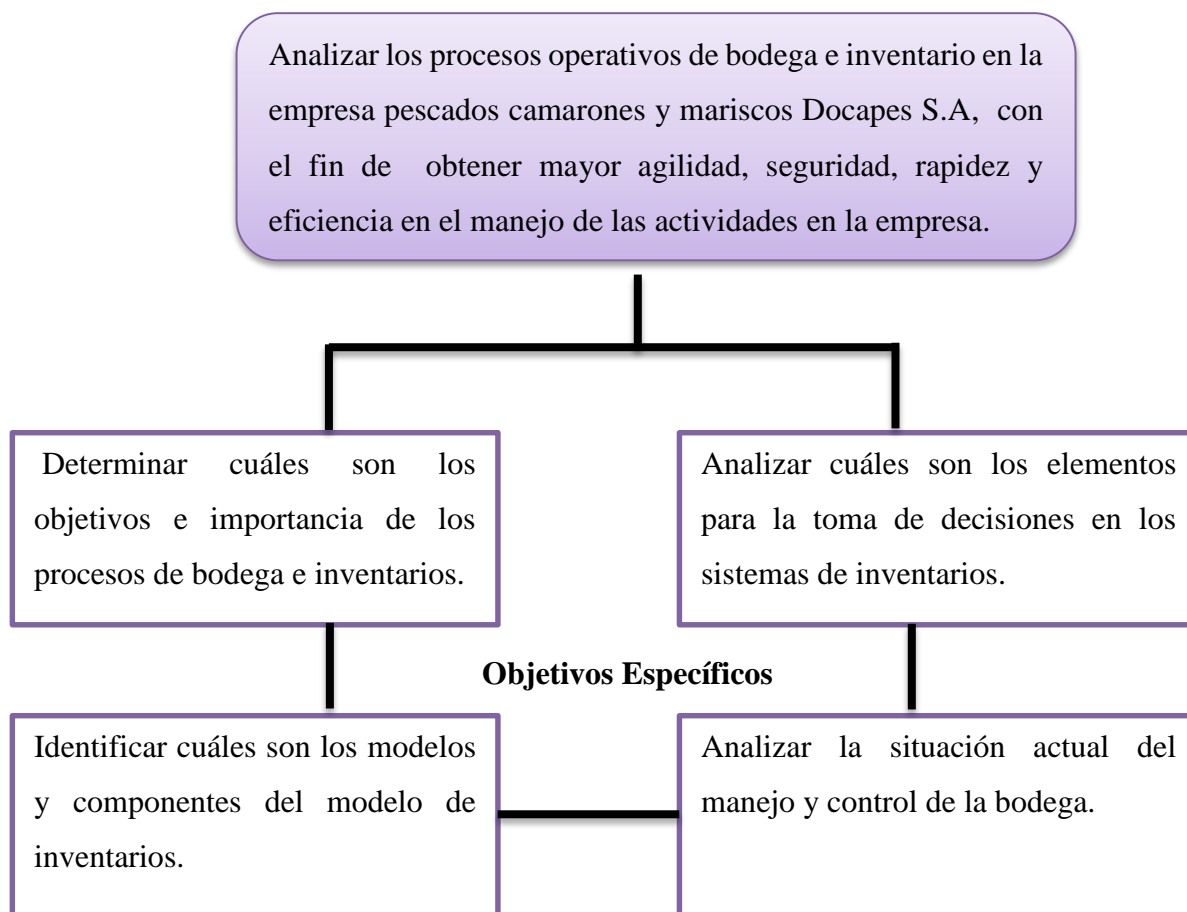 Analizar los procesos operativos de bodega e inventario en la
empresa pescados camarones y mariscos Docapes S.A, con
el fin de obtener mayor agilidad, seguridad, rapidez y
eficiencia en el manejo de las actividades en la empresa.
Determinar cuáles son los
objetivos e importancia de los
procesos de bodega e inventarios.
Analizar cuáles son los elementos
para la toma de decisiones en los
sistemas de inventarios.
Objetivos Específicos
Identificar cuáles son los modelos
y componentes del modelo de
inventarios.
Analizar la situación actual del
manejo y control de la bodega.